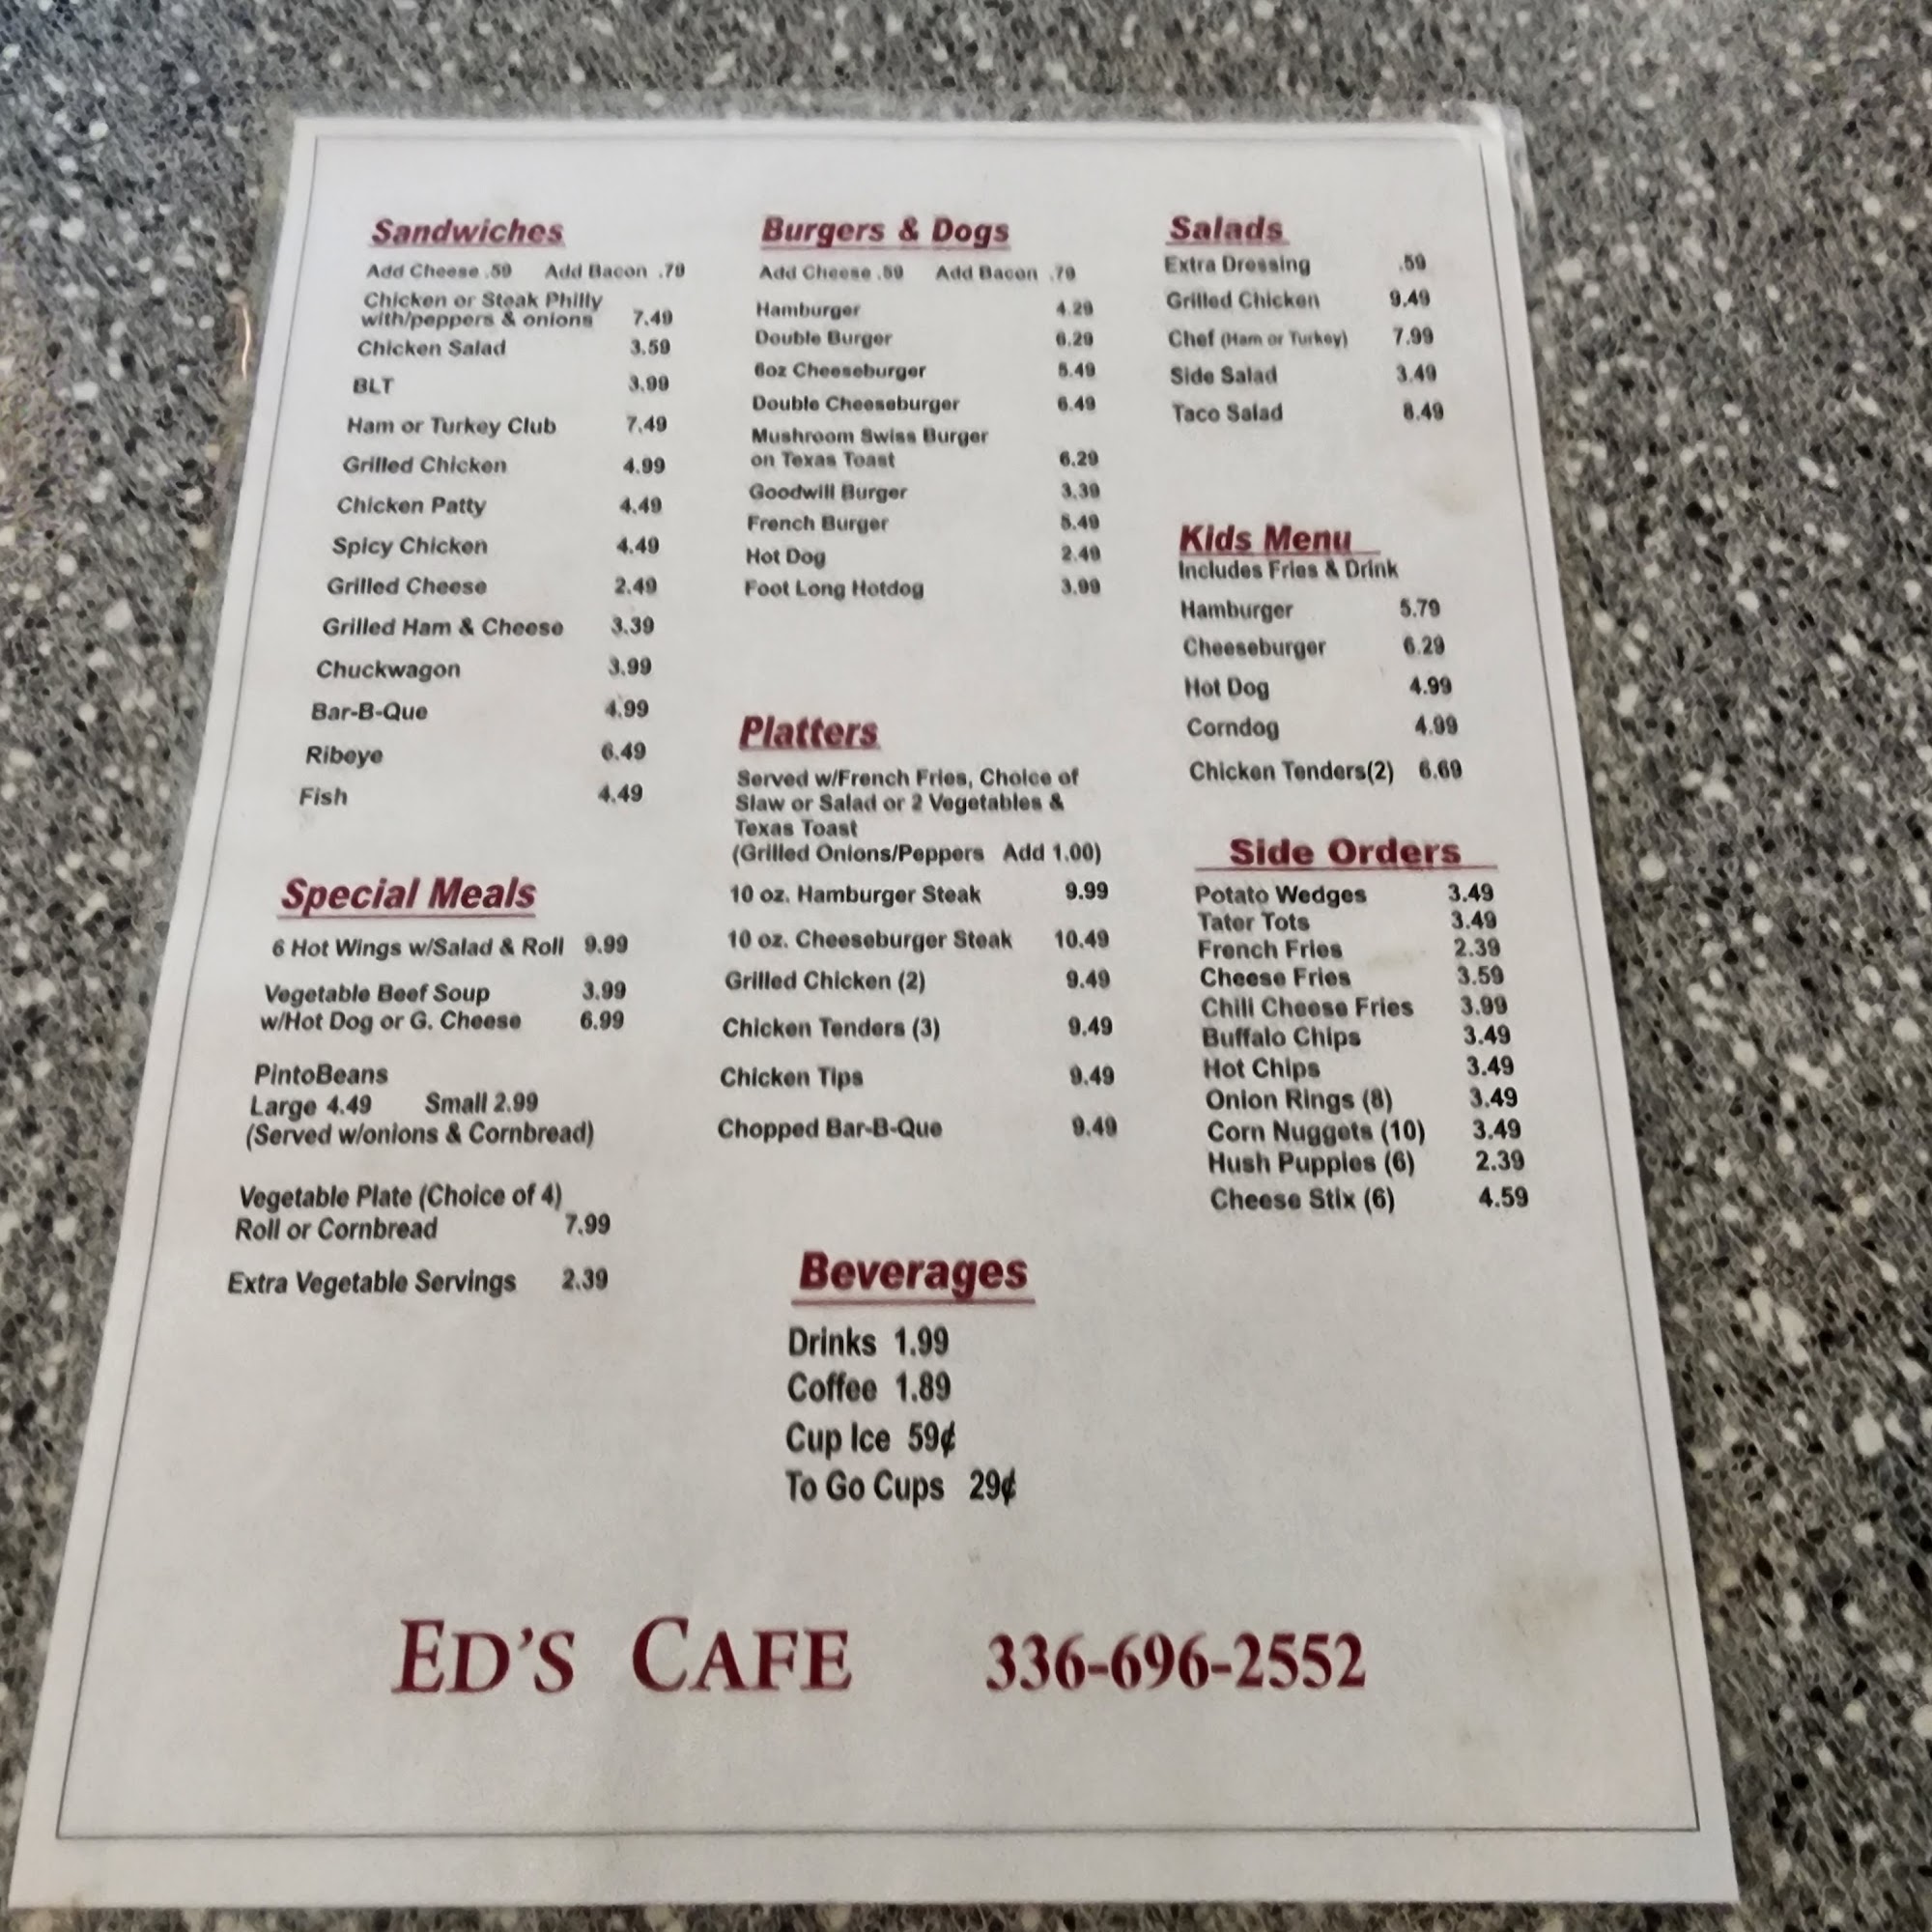 Sandwiches
Add Cheese .59 Add Bacon .79
Chicken or Steak Philly
with/peppers & onions 7.49
Chicken Salad 3.59
BLT 3.99
Ham or Turkey Club 7.49
Grilled Chicken 4.99
Chicken Patty 4.49
Spicy Chicken 4.49
Grilled Cheese 2.49
Grilled Ham & Cheese 3.39
Chuckwagon 3.99
Bar-B-Que 4.99
Ribeye 6.49
Fish 4.49
Special Meals
6 Hot Wings w/Salad & Roll 9.99
Vegetable Beef Soup 3.99
w/Hot Dog or G. Cheese 6.99
PintoBeans
Large 4.49 Small 2.99
(Served w/onions & Cornbread)
Vegetable Plate (Choice of 4)
Roll or Cornbread 7.99
Extra Vegetable Servings 2.39
Burgers & Dogs
Add Cheese .59 Add Bacon .79
Hamburger 4.29
Double Burger 6.29
6oz Cheeseburger 5.49
Double Cheeseburger 6.49
Mushroom Swiss Burger
on Texas Toast 6.29
Goodwill Burger 3.39
French Burger 5.49
Hot Dog 2.49
Foot Long Hotdog 3.99
Platters
Served w/French Fries, Choice of
Slaw or Salad or 2 Vegetables &
Texas Toast
(Grilled Onions/Peppers Add 1.00)
10 oz. Hamburger Steak 9.99
10 oz. Cheeseburger Steak 10.49
Grilled Chicken (2) 9.49
Chicken Tenders (3) 9.49
Chicken Tips 9.49
Chopped Bar-B-Que 9.49
Beverages
Drinks 1.99
Coffee 1.89
Cup Ice 59¢
To Go Cups 29¢
Salads
Extra Dressing .59
Grilled Chicken 9.49
Chef (Ham or Turkey) 7.99
Side Salad 3.49
Taco Salad 8.49
Kids Menu
Includes Fries & Drink
Hamburger 5.79
Cheeseburger 6.29
Hot Dog 4.99
Corndog 4.99
Chicken Tenders(2) 6.69
Side Orders
Potato Wedges 3.49
Tater Tots 3.49
French Fries 2.39
Cheese Fries 3.59
Chili Cheese Fries 3.99
Buffalo Chips 3.49
Hot Chips 3.49
Onion Rings (8) 3.49
Corn Nuggets (10) 3.49
Hush Puppies (6) 2.39
Cheese Stix (6) 4.59
ED'S CAFE 336-696-2552